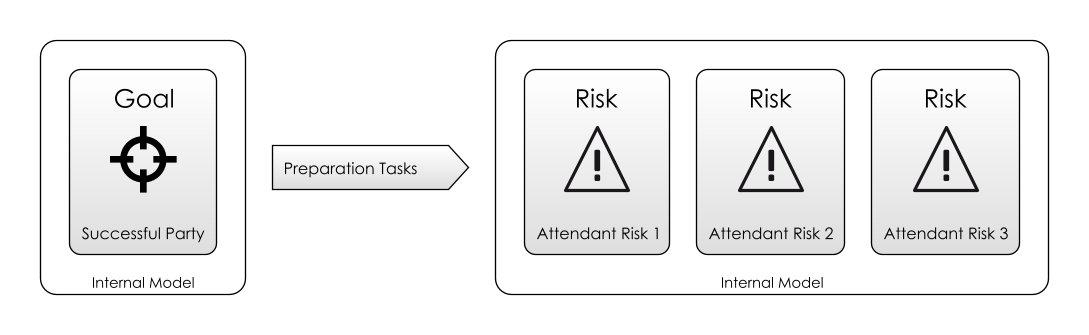 Goal
Successful Party
Internal Model
Preparation Tasks
Risk
Attendant Risk 1
Risk
Attendant Risk 2
Risk
Attendant Risk 3
Internal Model